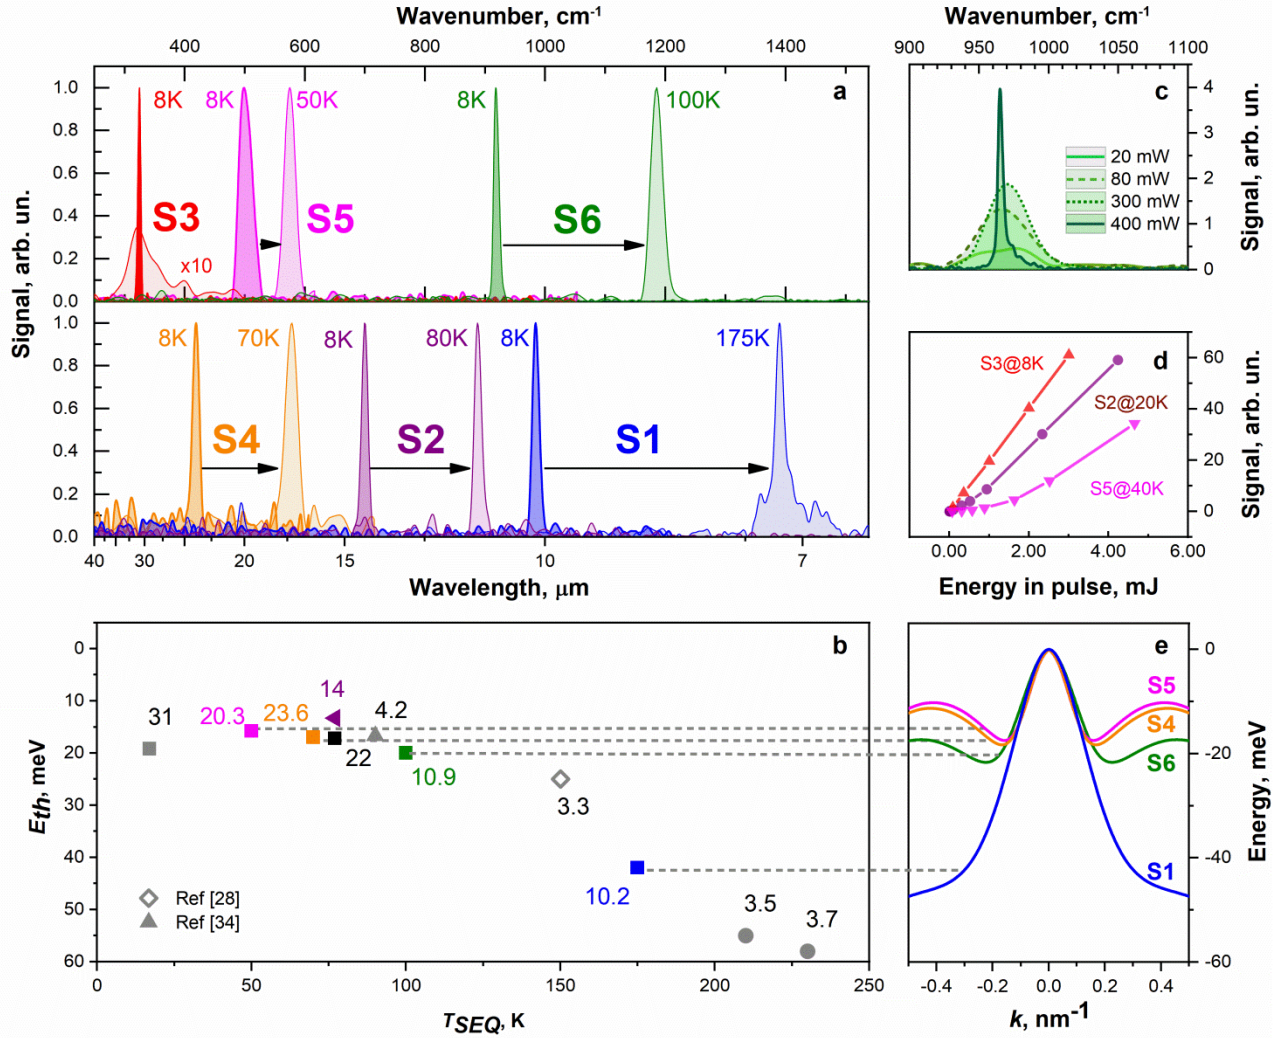 Wavenumber, cm-1
400 600 800 1000 1200 1400
a
8K 8K 50K 8K 100K
S3 S5 S6
x10
1.0
0.8
0.6
0.4
0.2
0.0
Signal, arb. un.
8K 70K 8K 80K 8K 175K
S4 S2 S1
1.0
0.8
0.6
0.4
0.2
0.0
40 30 20 15 10 7
Wavelength, μm
Wavenumber, cm-1
900 950 1000 1050 1100
c
20 mW
80 mW
300 mW
400 mW
4
3
2
1
0
Signal, arb. un.
d
S3@8K
S2@20K
S5@40K
60
40
20
0
Signal, arb. un.
0.00 2.00 4.00 6.00
Energy in pulse, mJ
b
0
10
20
30
40
50
60
Eth, meV
31
20.3
23.6
14
22
4.2
10.9
3.3
10.2
3.5
3.7
Ref [28]
Ref [34]
0 50 100 150 200 250
TSEQ, K
e
S5
S4
S6
S1
0
-20
-40
-60
Energy, meV
-0.4 -0.2 0.0 0.2 0.4
k, nm-1